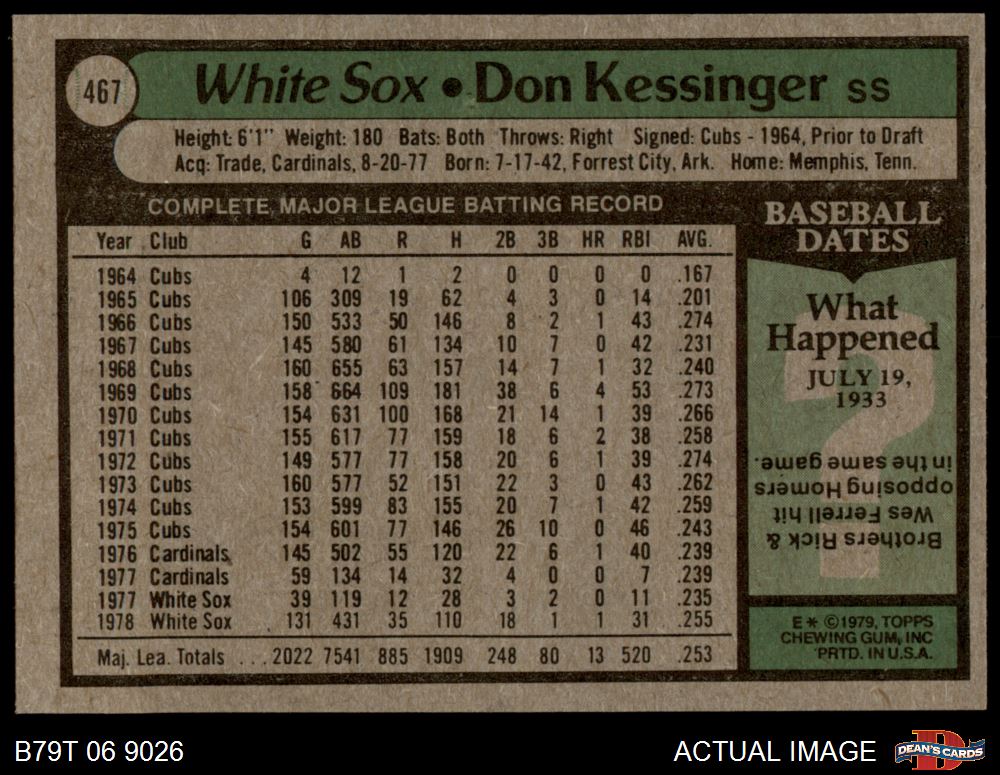 467
White Sox • Don Kessinger SS
Height: 6'1" Weight: 180 Bats: Both Throws: Right Signed: Cubs - 1964, Prior to Draft
Acq: Trade, Cardinals, 8-20-77 Born: 7-17-42, Forrest City, Ark. Home: Memphis, Tenn.
COMPLETE MAJOR LEAGUE BATTING RECORD
Year Club G AB R H 2B 3B HR RBI AVG.
1964 Cubs 4 12 1 2 0 0 0 0 .167
1965 Cubs 106 309 19 62 4 3 0 14 .201
1966 Cubs 150 533 50 146 8 2 1 43 .274
1967 Cubs 145 580 61 134 10 7 0 42 .231
1968 Cubs 160 655 63 157 14 7 1 32 .240
1969 Cubs 158 664 109 181 38 6 4 53 .273
1970 Cubs 154 631 100 168 21 14 1 39 .266
1971 Cubs 155 617 77 159 18 6 2 38 .258
1972 Cubs 149 577 77 158 20 6 1 39 .274
1973 Cubs 160 577 52 151 22 3 0 43 .262
1974 Cubs 153 599 83 155 20 7 1 42 .259
1975 Cubs 154 601 77 146 26 10 0 46 .243
1976 Cardinals 145 502 55 120 22 6 1 40 .239
1977 Cardinals 59 134 14 32 4 0 0 7 .239
1977 White Sox 39 119 12 28 3 2 0 11 .235
1978 White Sox 131 431 35 110 18 1 1 31 .255
Maj. Lea. Totals ... 2022 7541 885 1909 248 80 13 520 .253
BASEBALL
DATES
What
Happened
JULY 19,
1933
Brothers Rick &
Wes Ferrell hit
opposing Homers
in the same game.
E * ©1979, TOPPS
CHEWING GUM, INC
PRTD. IN U.S.A.
B79T 06 9026
ACTUAL IMAGE
DEAN'S CARDS